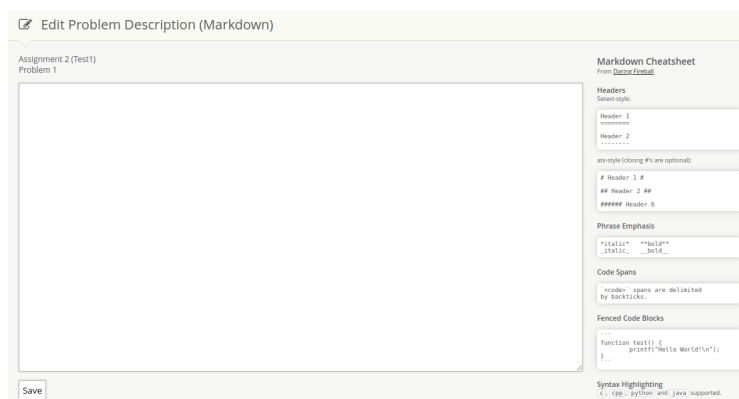 Edit Problem Description (Markdown)
Assignment 2 (Test1)
Problem 1
Save
Markdown Cheatsheet
From Daring Fireball
Headers
Setext-style:
Header 1
========
Header 2
--------
atx-style (closing #'s are optional):
# Header 1 #
## Header 2 ##
###### Header 6
Phrase Emphasis
*italic*   **bold**
_italic_   __bold__
Code Spans
`<code>` spans are delimited
by backticks.
Fenced Code Blocks
```
function test() {
        printf("Hello World!\n");
}
```
Syntax Highlighting
c, cpp, python and java supported.